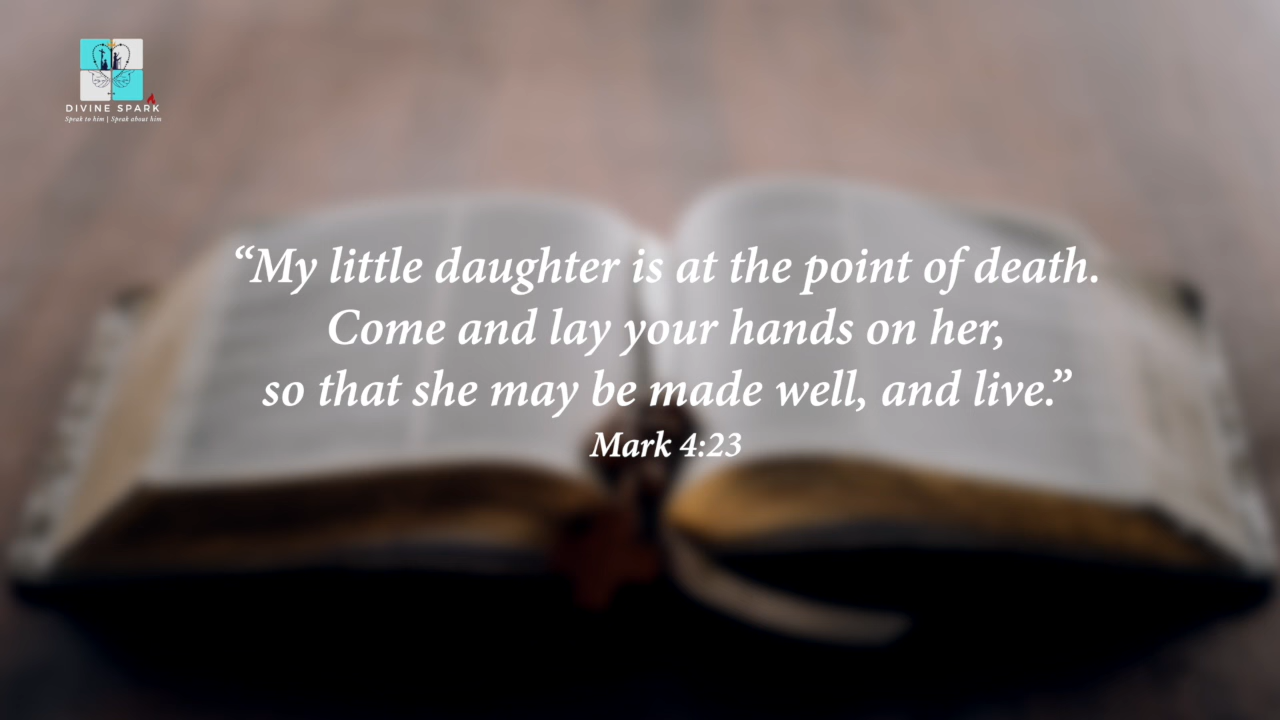 DIVINE SPARK
Speak to him | Speak about him
“My little daughter is at the point of death.
Come and lay your hands on her,
so that she may be made well, and live.”
Mark 4:23